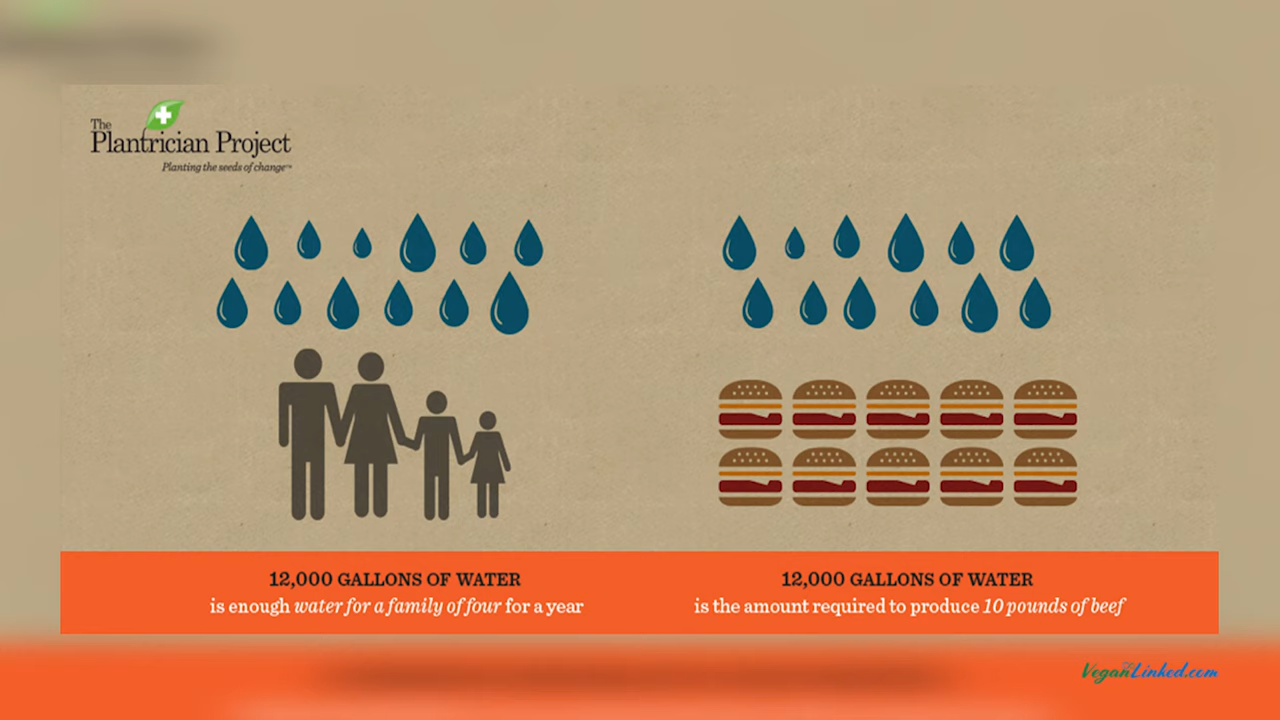 The
Plantrician Project
Planting the seeds of change™
12,000 GALLONS OF WATER
is enough water for a family of four for a year
12,000 GALLONS OF WATER
is the amount required to produce 10 pounds of beef
VeganLinked.com